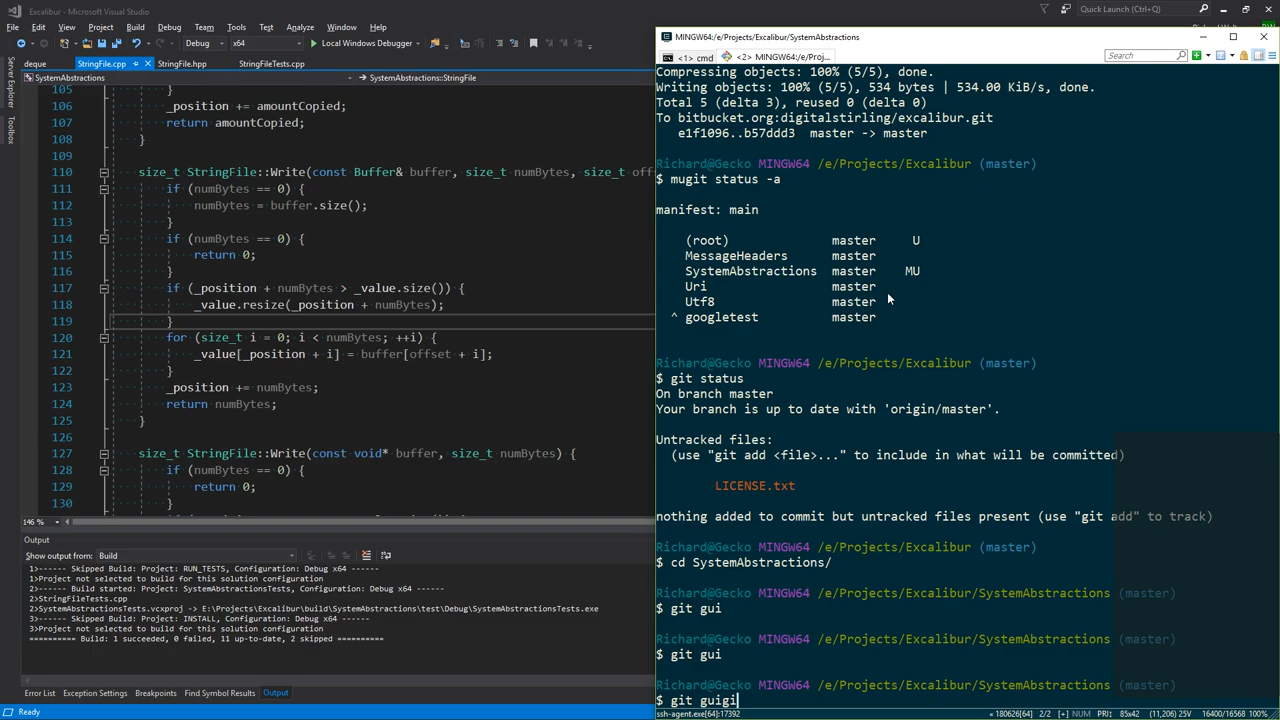 Excalibur - Microsoft Visual Studio
Quick Launch (Ctrl+Q)
File Edit View Project Build Debug Team Tools Test Analyze Window Help
Debug x64 Local Windows Debugger
StringFile.cpp deque StringFile.hpp StringFileTests.cpp
SystemAbstractions SystemAbstractions::StringFile
Server Explorer
Toolbox
105 }
106 _position += amountCopied;
107 return amountCopied;
108 }
109
110 size_t StringFile::Write(const Buffer& buffer, size_t numBytes, size_t off
111 if (numBytes == 0) {
112 numBytes = buffer.size();
113 }
114 if (numBytes == 0) {
115 return 0;
116 }
117 if (_position + numBytes > _value.size()) {
118 _value.resize(_position + numBytes);
119 }
120 for (size_t i = 0; i < numBytes; ++i) {
121 _value[_position + i] = buffer[offset + i];
122 }
123 _position += numBytes;
124 return numBytes;
125 }
126
127 size_t StringFile::Write(const void* buffer, size_t numBytes) {
128 if (numBytes == 0) {
129 return 0;
130 }
146 %
Output
Show output from: Build
1>------ Skipped Build: Project: RUN_TESTS, Configuration: Debug x64 ------
1>Project not selected to build for this solution configuration
2>------ Build started: Project: SystemAbstractionsTests, Configuration: Debug x64 ------
2>StringFileTests.cpp
2>SystemAbstractionsTests.vcxproj -> E:\Projects\Excalibur\build\SystemAbstractions\test\Debug\SystemAbstractionsTests.exe
3>------ Skipped Build: Project: INSTALL, Configuration: Debug x64 ------
3>Project not selected to build for this solution configuration
========== Build: 1 succeeded, 0 failed, 11 up-to-date, 2 skipped ==========
Error List Exception Settings Breakpoints Find Symbol Results Output
Ready
MINGW64:/e/Projects/Excalibur/SystemAbstractions
<1> cmd <2> MINGW64:/e/Proj... Search
Compressing objects: 100% (5/5), done.
Writing objects: 100% (5/5), 534 bytes | 534.00 KiB/s, done.
Total 5 (delta 3), reused 0 (delta 0)
To bitbucket.org:digitalstirling/excalibur.git
e1f1096..b57ddd3 master -> master
Richard@Gecko MINGW64 /e/Projects/Excalibur (master)
$ mugit status -a
manifest: main
(root) master U
MessageHeaders master
SystemAbstractions master MU
Uri master
Utf8 master
^ googletest master
Richard@Gecko MINGW64 /e/Projects/Excalibur (master)
$ git status
On branch master
Your branch is up to date with 'origin/master'.
Untracked files:
(use "git add <file>..." to include in what will be committed)
LICENSE.txt
nothing added to commit but untracked files present (use "git add" to track)
Richard@Gecko MINGW64 /e/Projects/Excalibur (master)
$ cd SystemAbstractions/
Richard@Gecko MINGW64 /e/Projects/Excalibur/SystemAbstractions (master)
$ git gui
Richard@Gecko MINGW64 /e/Projects/Excalibur/SystemAbstractions (master)
$ git gui
Richard@Gecko MINGW64 /e/Projects/Excalibur/SystemAbstractions (master)
$ git guigi
ssh-agent.exe[64]:17392 « 180626[64] 2/2 [+] NUM PRI: 85x42 (11,206) 25V 16400/16568 100%